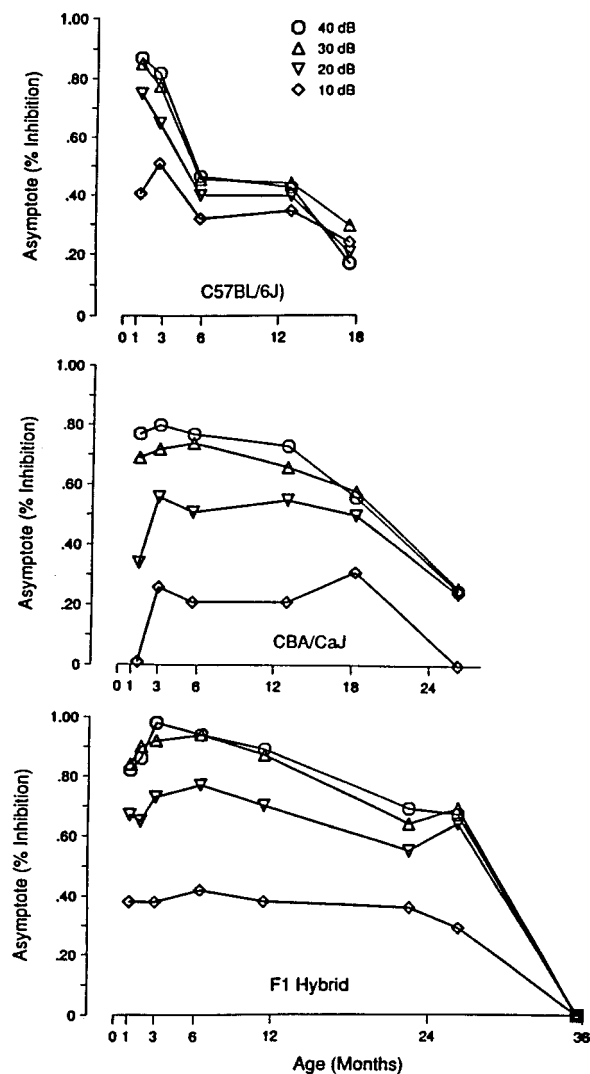 1.00
.80
.60
.40
.20
0
Asymptote (% Inhibition)
40 dB
30 dB
20 dB
10 dB
C57BL/6J)
0 1 3 6 12 18
1.00
.80
.60
.40
.20
0
Asymptote (% Inhibition)
CBA/CaJ
0 1 3 6 12 18 24
1.00
.80
.60
.40
.20
0
Asymptote (% Inhibition)
F1 Hybrid
0 1 3 6 12 24 36
Age (Months)